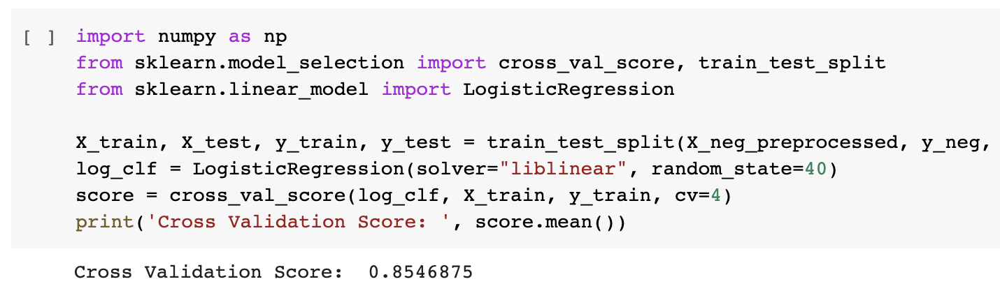 [ ] import numpy as np
from sklearn.model_selection import cross_val_score, train_test_split
from sklearn.linear_model import LogisticRegression
X_train, X_test, y_train, y_test = train_test_split(X_neg_preprocessed, y_neg,
log_clf = LogisticRegression(solver="liblinear", random_state=40)
score = cross_val_score(log_clf, X_train, y_train, cv=4)
print('Cross Validation Score: ', score.mean())
Cross Validation Score:  0.8546875